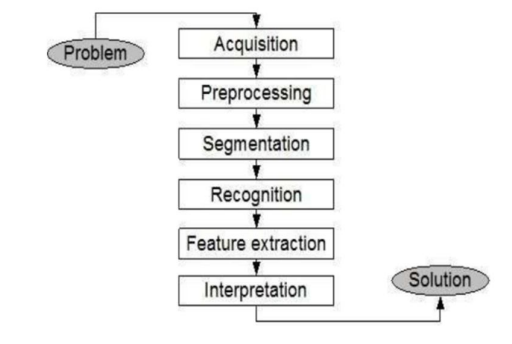 Problem
Acquisition
Preprocessing
Segmentation
Recognition
Feature extraction
Interpretation
Solution